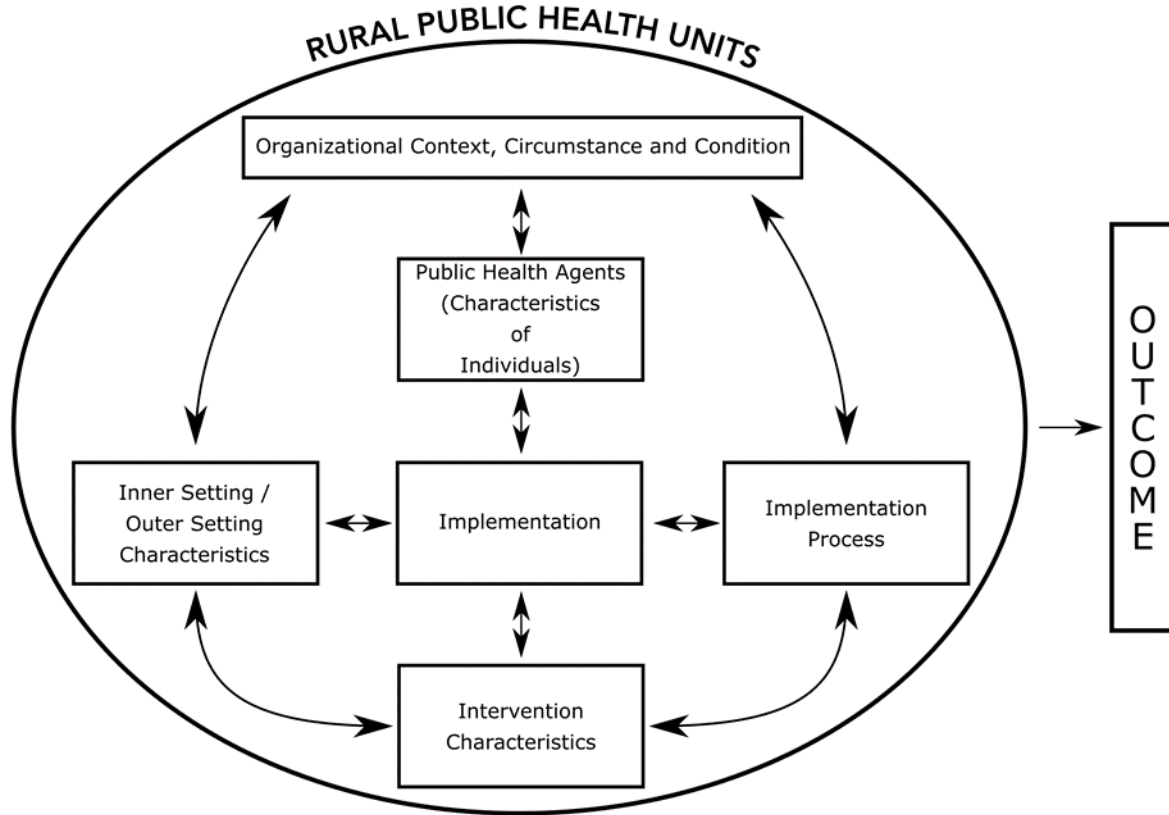 RURAL PUBLIC HEALTH UNITS
Organizational Context, Circumstance and Condition
Public Health Agents
(Characteristics
of
Individuals)
Inner Setting /
Outer Setting
Characteristics
Implementation
Implementation
Process
Intervention
Characteristics
OUTCOME